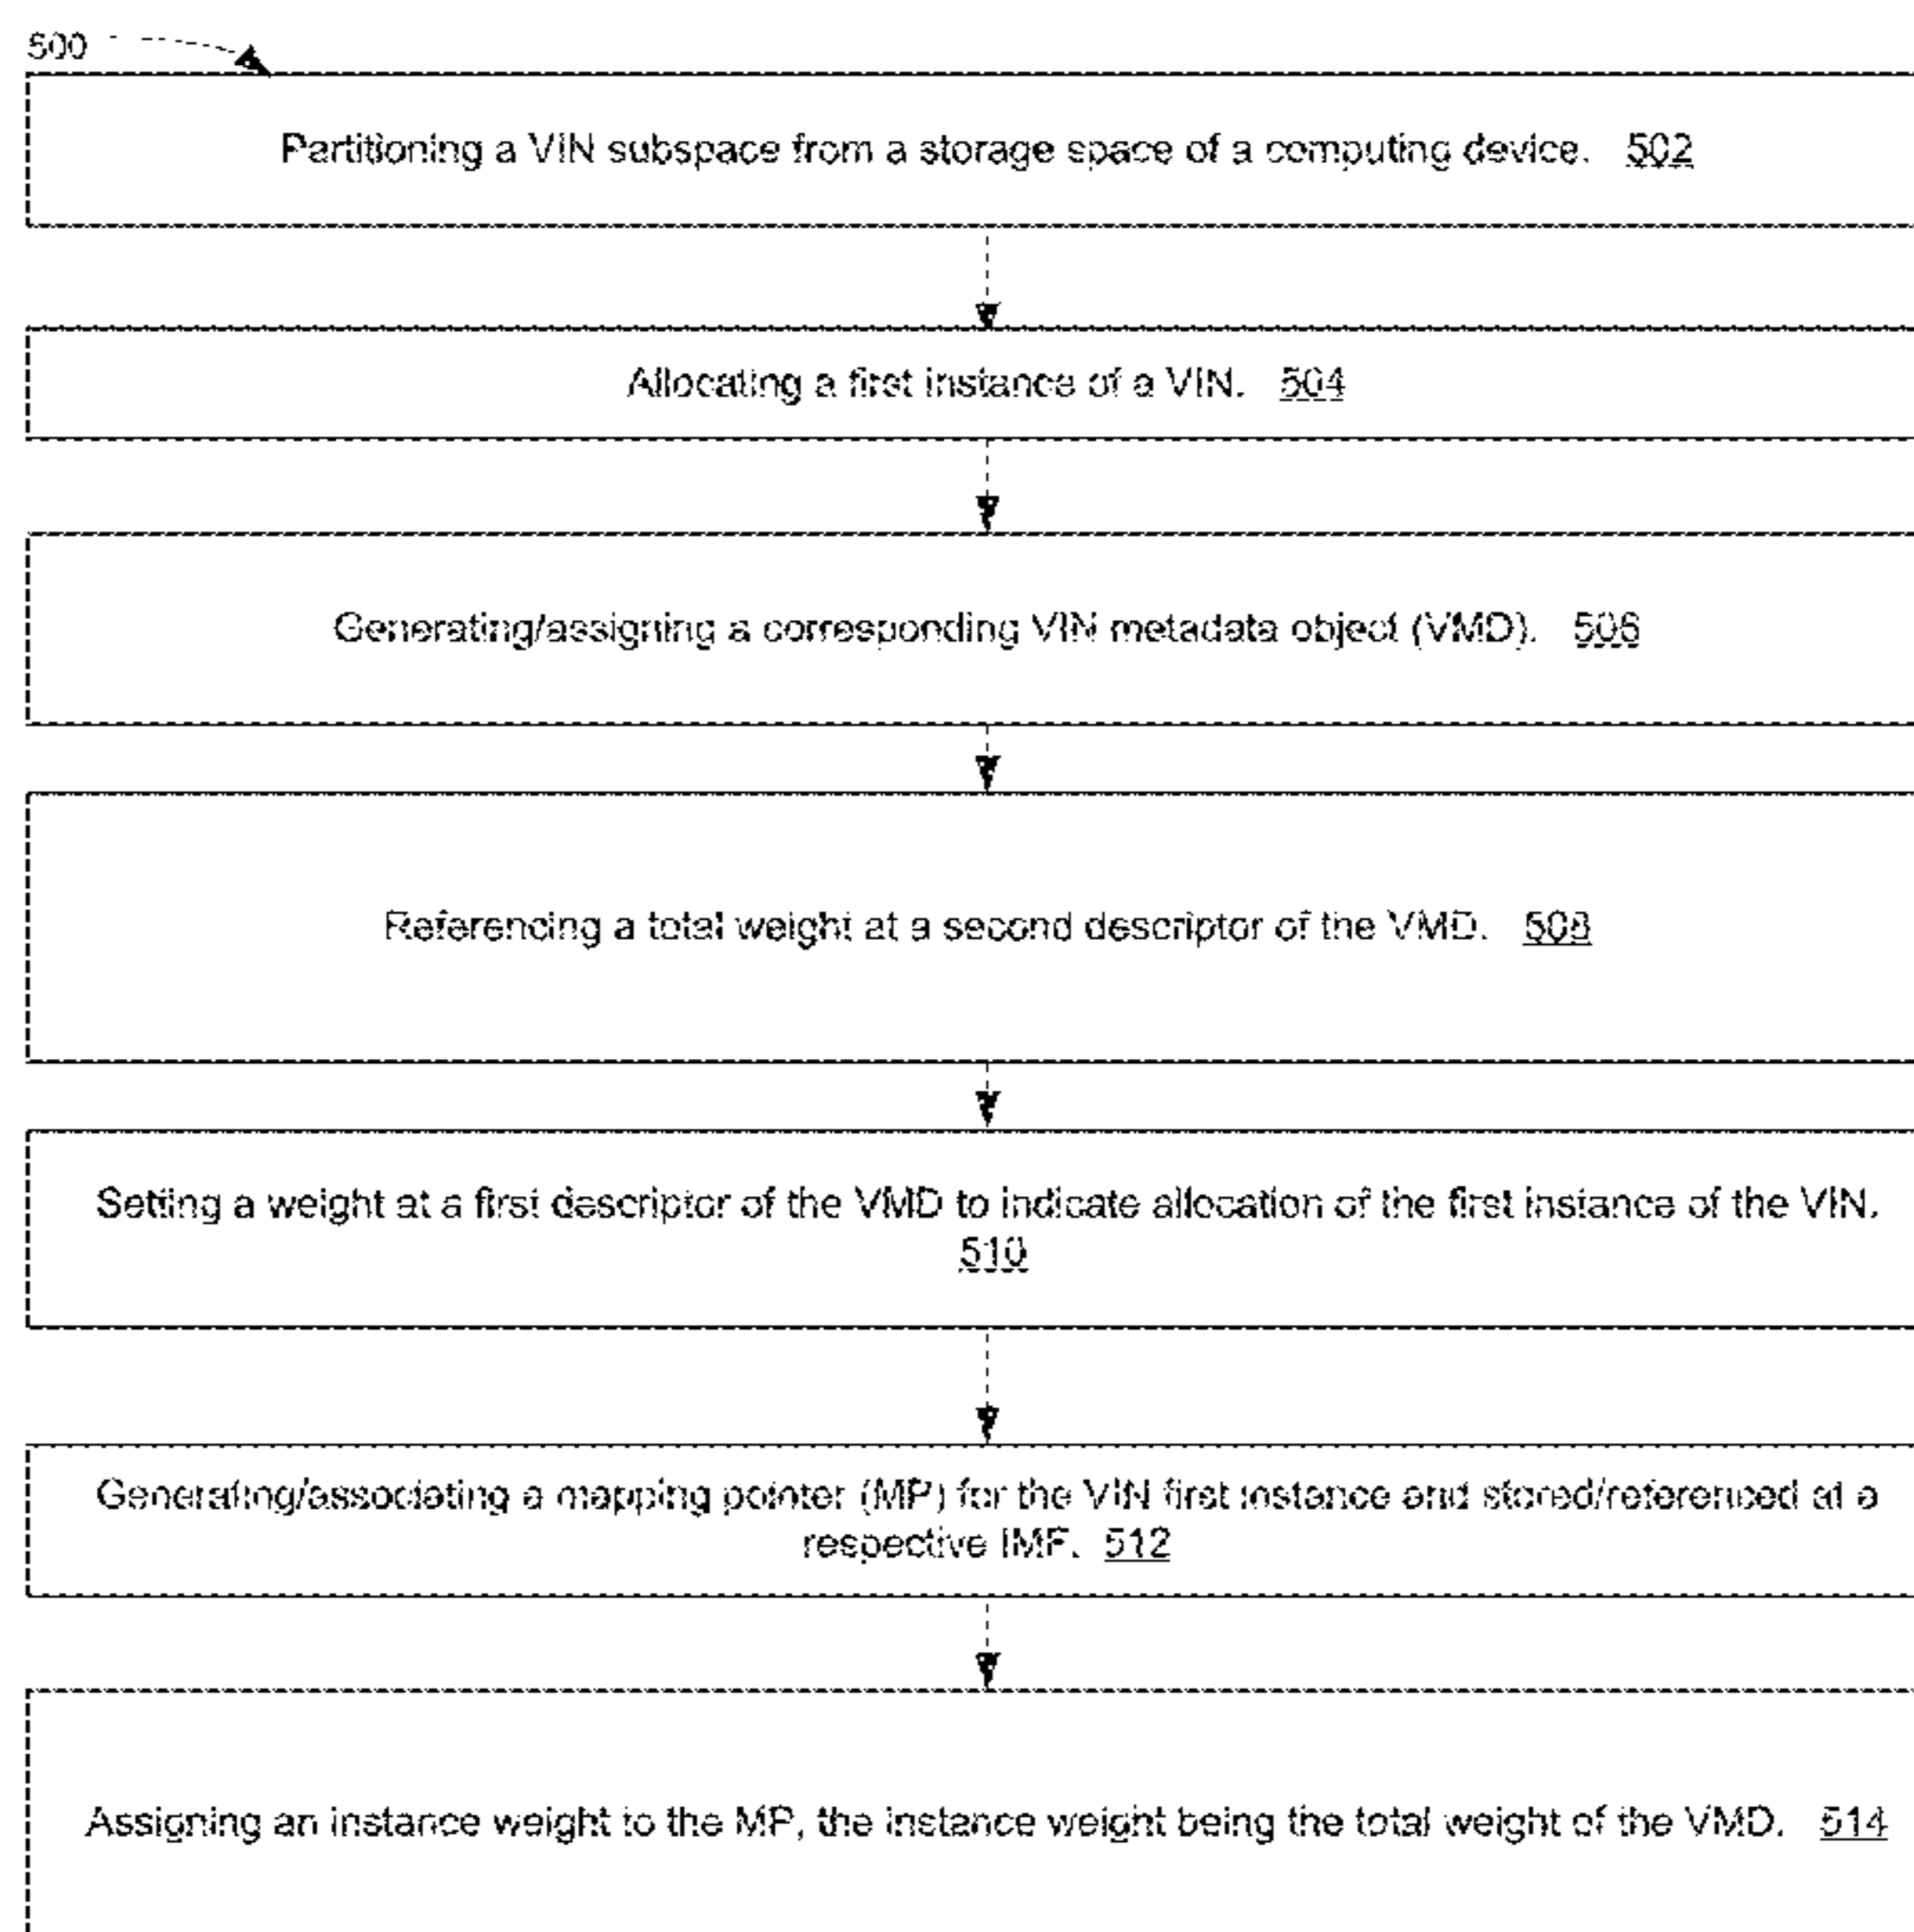 500
Partitioning a VIN subspace from a storage space of a computing device. 502
Allocating a first instance of a VIN. 504
Generating/assigning a corresponding VIN metadata object (VMD). 506
Referencing a total weight at a second descriptor of the VMD. 508
Setting a weight at a first descriptor of the VMD to indicate allocation of the first instance of the VIN.
510
Generating/associating a mapping pointer (MP) for the VIN first instance and stored/referenced at a
respective IMF. 512
Assigning an instance weight to the MP, the instance weight being the total weight of the VMD. 514